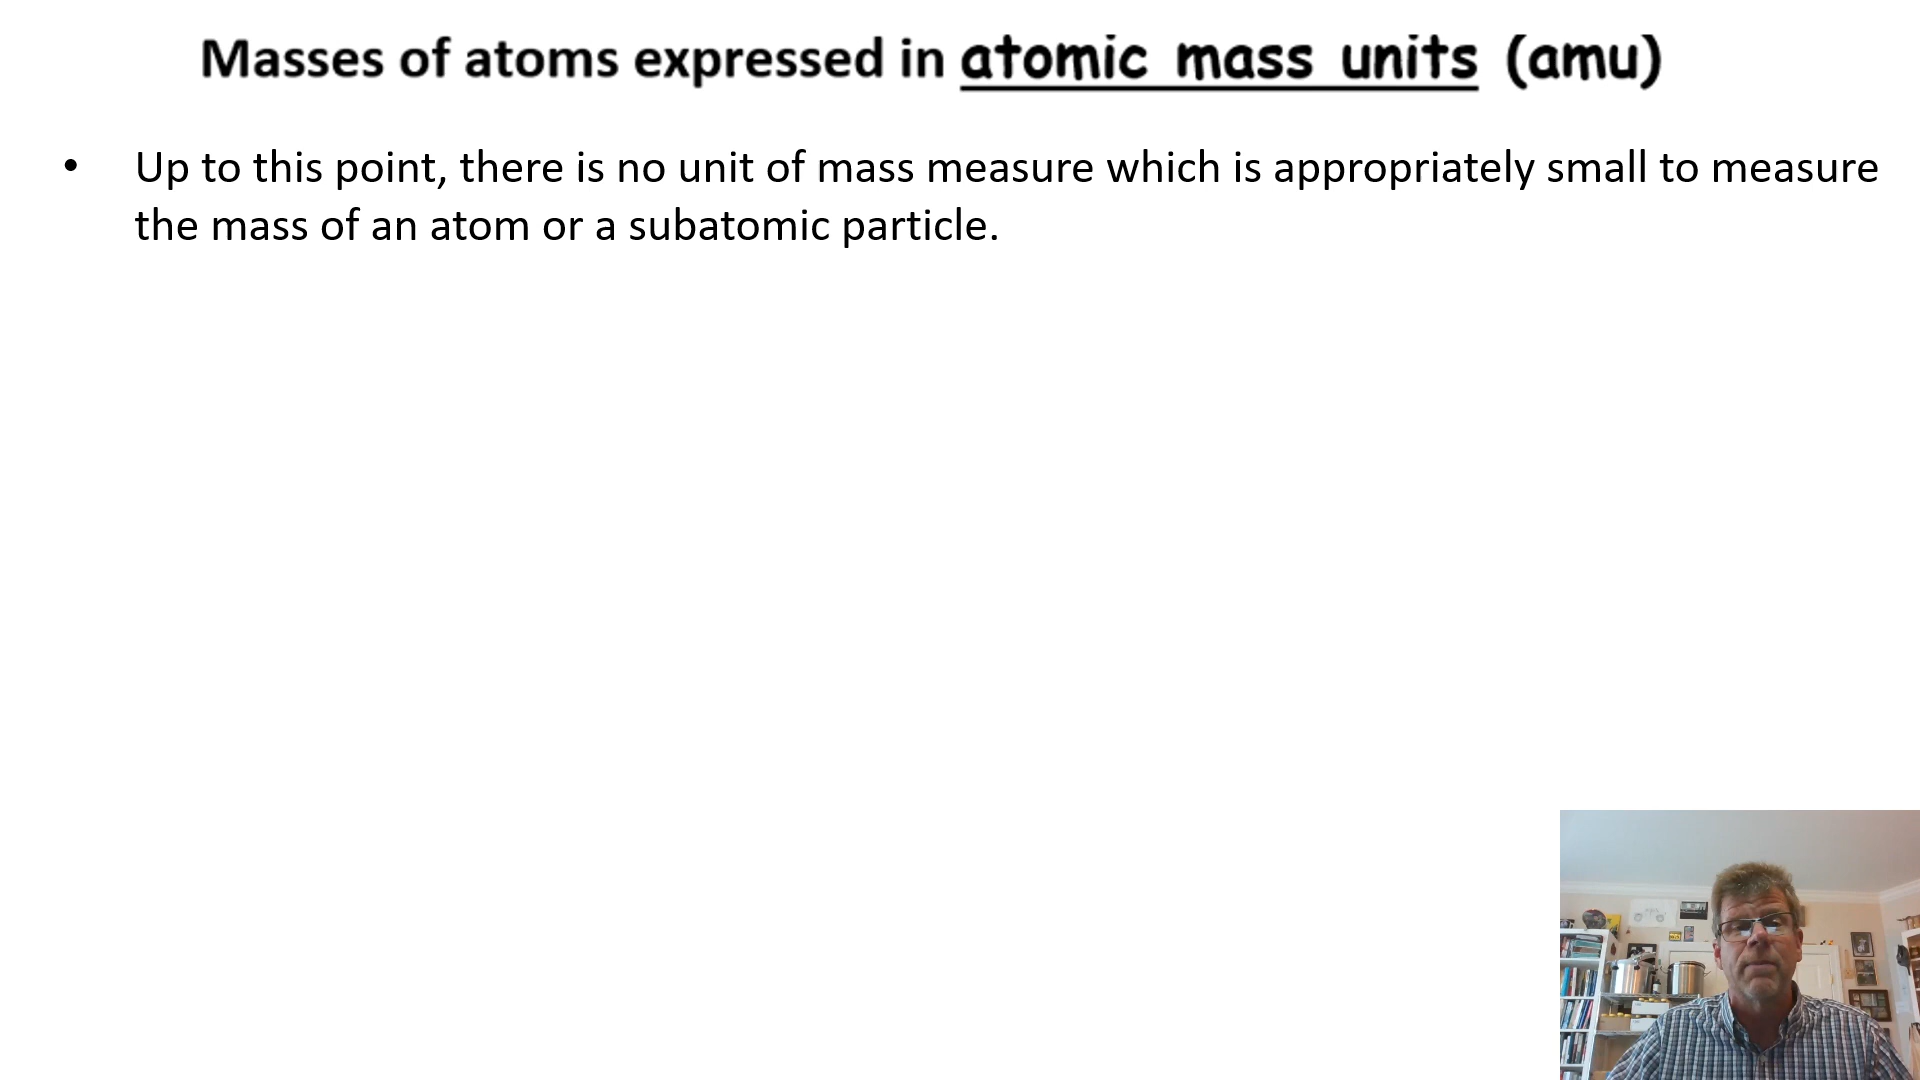 Masses of atoms expressed in atomic mass units (amu)
• Up to this point, there is no unit of mass measure which is appropriately small to measure
the mass of an atom or a subatomic particle.